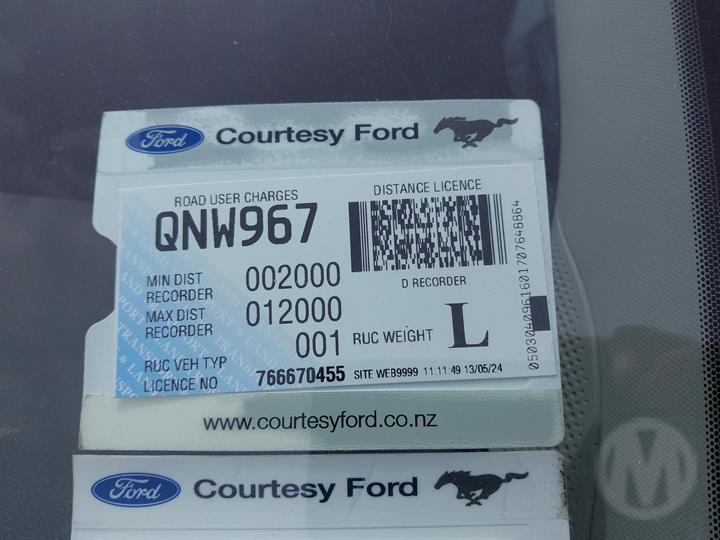 Ford Courtesy Ford
ROAD USER CHARGES
DISTANCE LICENCE
QNW967
MIN DIST RECORDER 002000
D RECORDER
MAX DIST RECORDER 012000
001
RUC WEIGHT L
RUC VEH TYP
LICENCE NO 766670455
SITE WEB9999 11:11:49 13/05/24
0503040961601707648864
www.courtesyford.co.nz
Ford Courtesy Ford
M